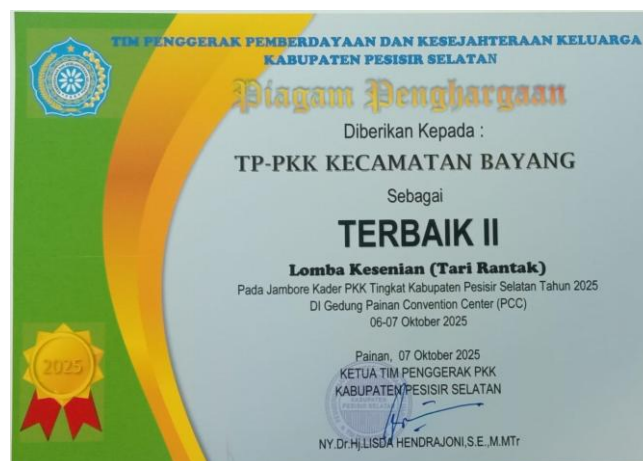 TIM PENGGERAK PEMBERDAYAAN DAN KESEJAHTERAAN KELUARGA
KABUPATEN PESISIR SELATAN
Piagam Penghargaan
Diberikan Kepada :
TP-PKK KECAMATAN BAYANG
Sebagai
TERBAIK II
Lomba Kesenian (Tari Rantak)
Pada Jambore Kader PKK Tingkat Kabupaten Pesisir Selatan Tahun 2025
DI Gedung Painan Convention Center (PCC)
06-07 Oktober 2025
2025
Painan, 07 Oktober 2025
KETUA TIM PENGGERAK PKK
KABUPATEN PESISIR SELATAN
KABUPATEN
PESISIR SELATAN
NY.Dr.Hj.LISDA HENDRAJONI,S.E.,M.MTr